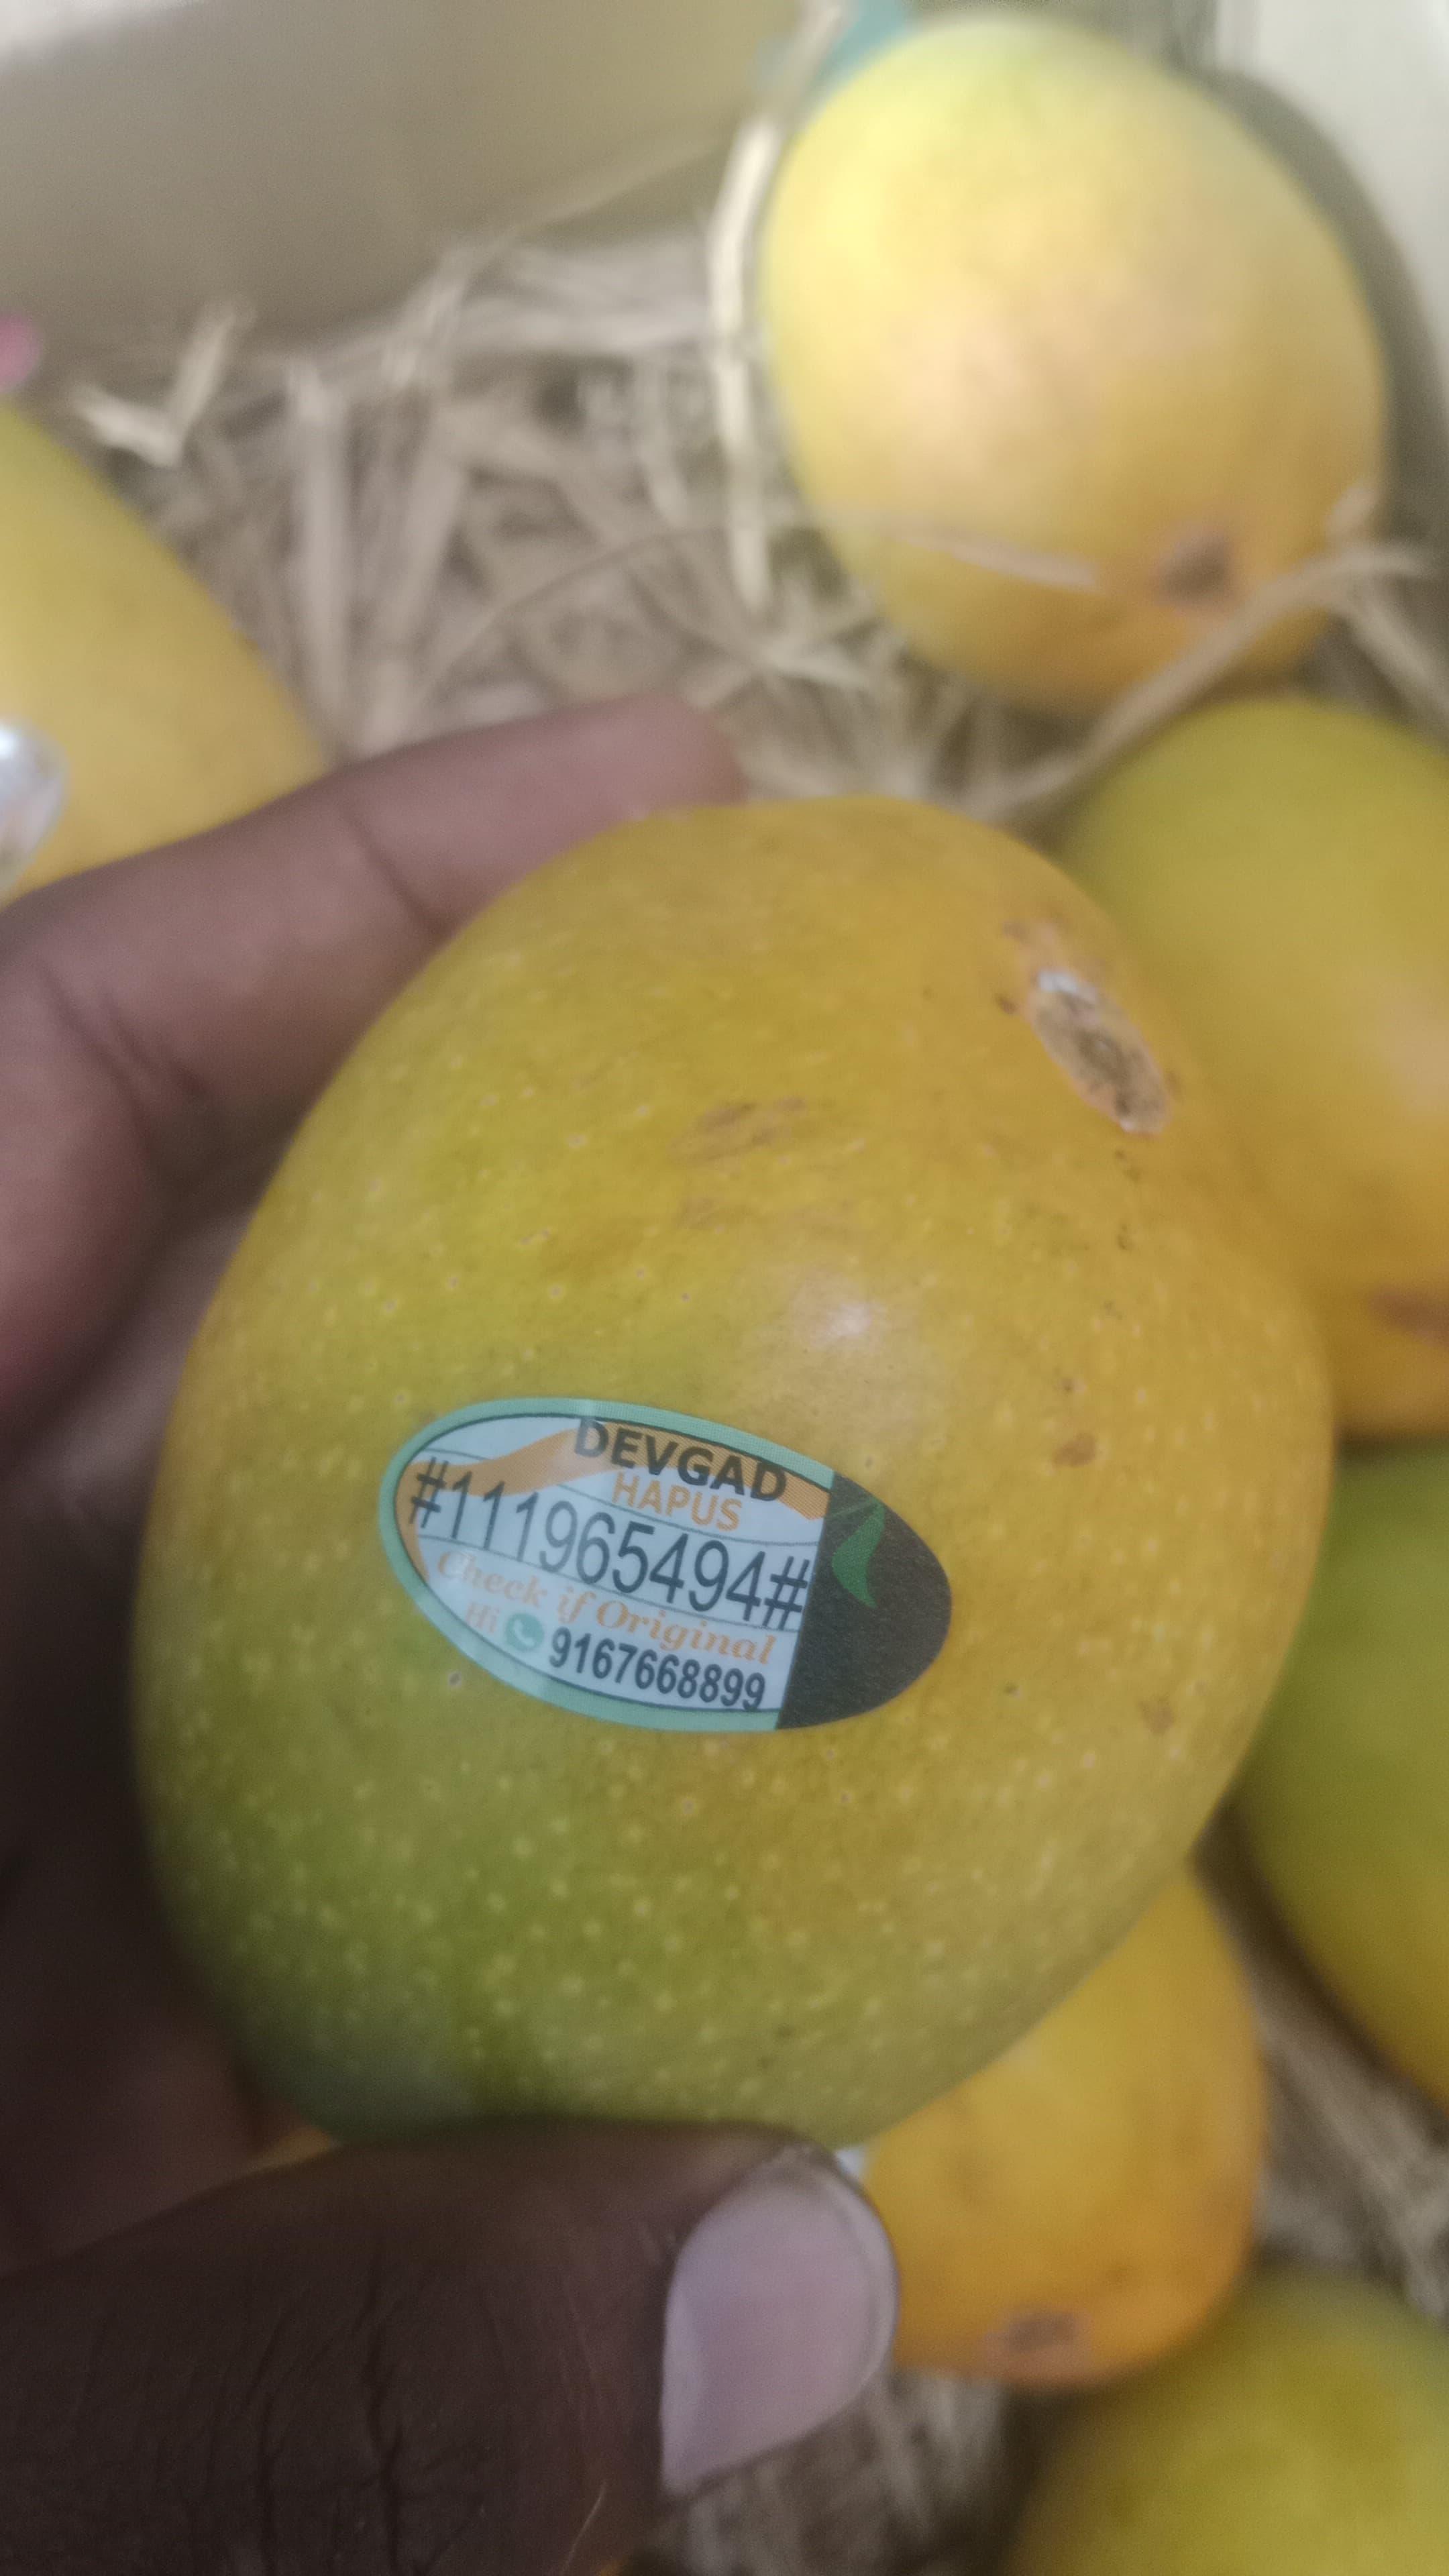 DEVGAD
HAPUS
#111965494#
Check if Original
Hi 9167668899